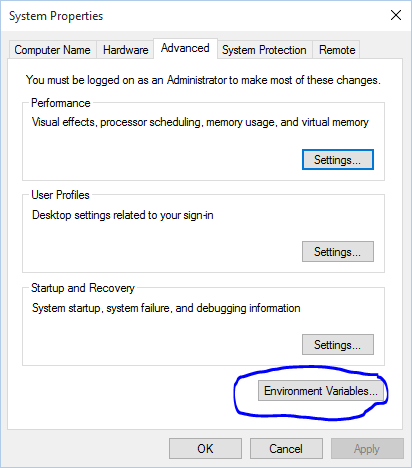 System Properties
Computer Name Hardware Advanced System Protection Remote
You must be logged on as an Administrator to make most of these changes.
Performance
Visual effects, processor scheduling, memory usage, and virtual memory
Settings...
User Profiles
Desktop settings related to your sign-in
Settings...
Startup and Recovery
System startup, system failure, and debugging information
Settings...
Environment Variables...
OK Cancel Apply